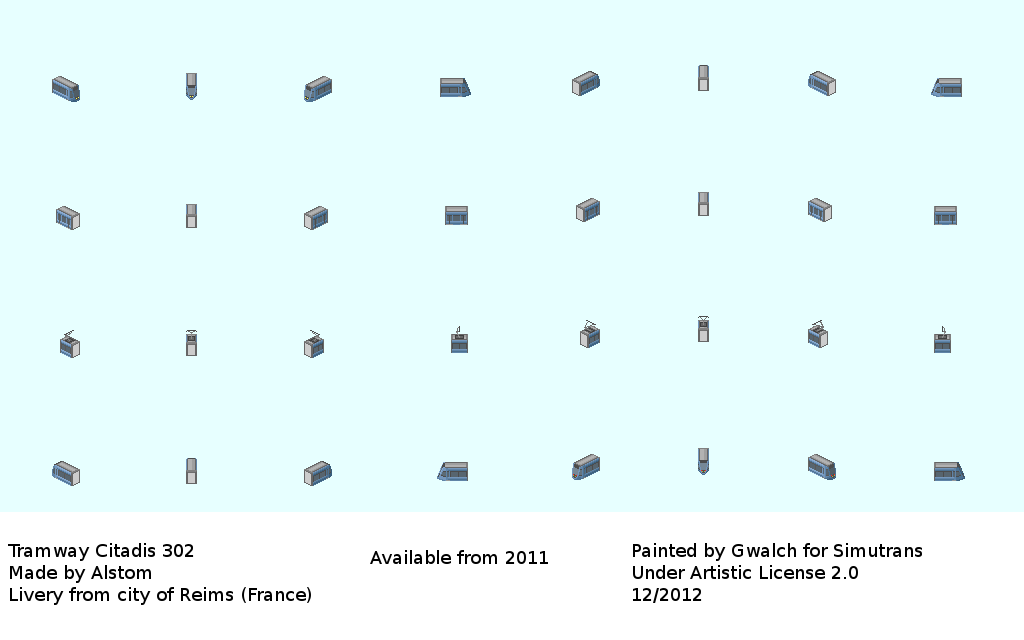 Tramway Citadis 302
Made by Alstom
Livery from city of Reims (France)
Available from 2011
Painted by Gwalch for Simutrans
Under Artistic License 2.0
12/2012